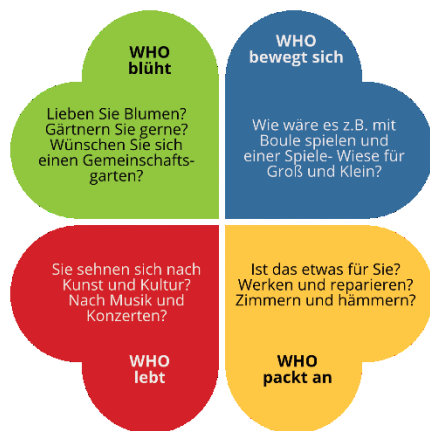 WHO
blüht
Lieben Sie Blumen?
Gärtnern Sie gerne?
Wünschen Sie sich
einen Gemeinschafts-
garten?
WHO
bewegt sich
Wie wäre es z.B. mit
Boule spielen und
einer Spiele- Wiese für
Groß und Klein?
Sie sehnen sich nach
Kunst und Kultur?
Nach Musik und
Konzerten?
WHO
lebt
Ist das etwas für Sie?
Werken und reparieren?
Zimmern und hämmern?
WHO
packt an